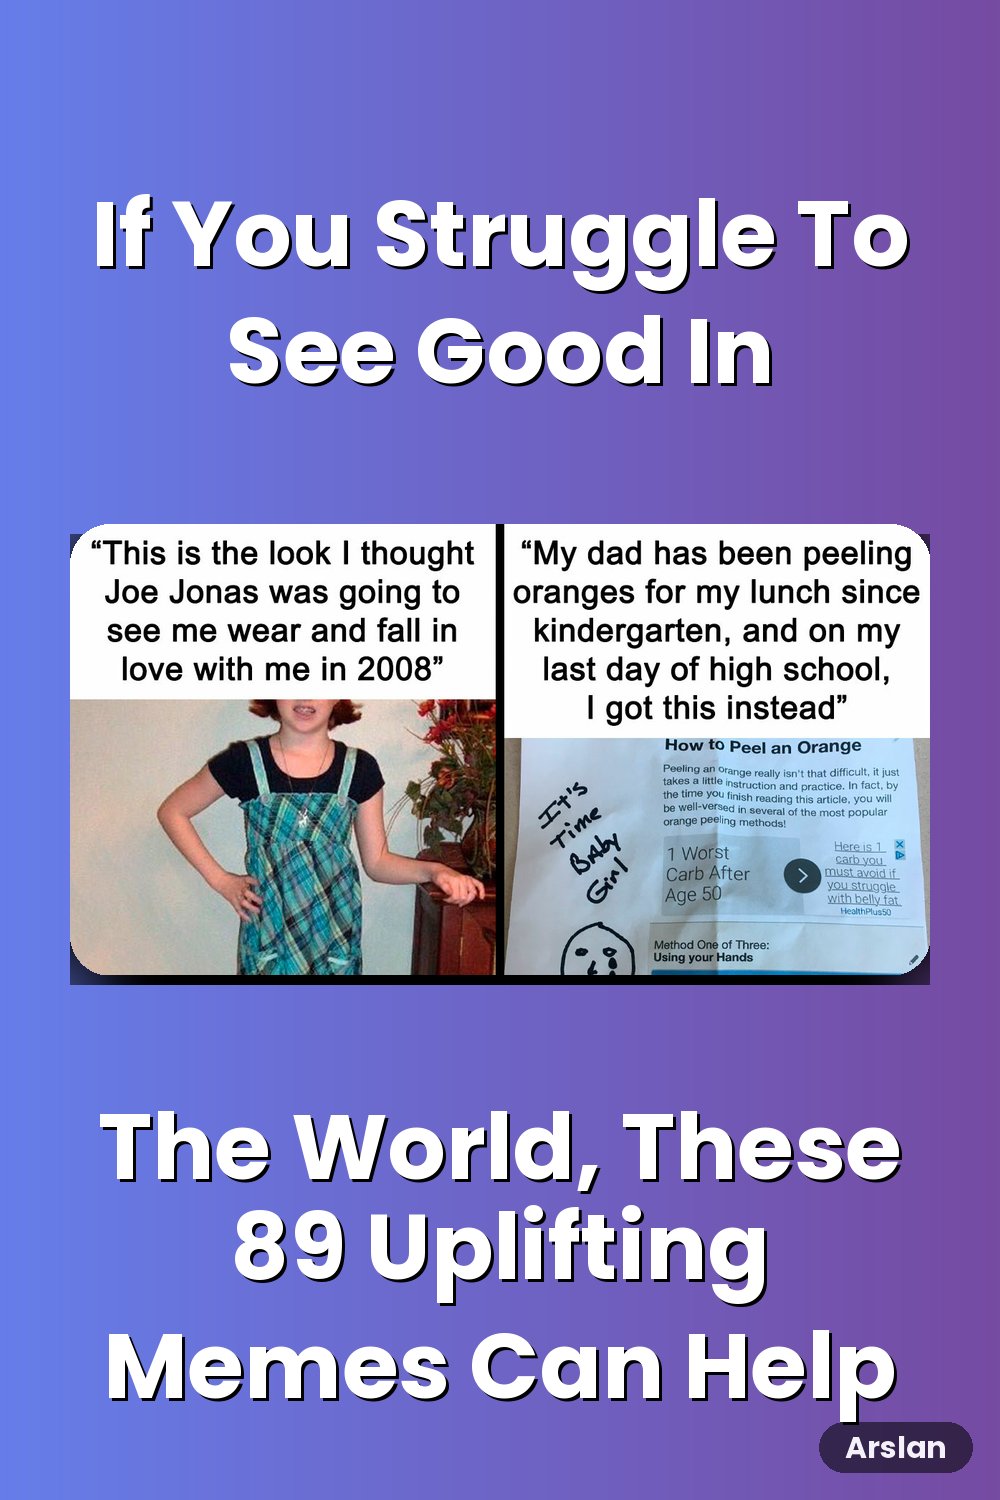 If You Struggle To
See Good In
“This is the look I thought
Joe Jonas was going to
see me wear and fall in
love with me in 2008”
“My dad has been peeling
oranges for my lunch since
kindergarten, and on my
last day of high school,
I got this instead”
How to Peel an Orange
Peeling an orange really isn't that difficult, it just
takes a little instruction and practice. In fact, by
the time you finish reading this article, you will
be well-versed in several of the most popular
orange peeling methods!
It's
Time
BAby
Girl
1 Worst
Carb After
Age 50
Here is 1
carb you
must avoid if
you struggle
with belly fat.
HealthPlus50
Method One of Three:
Using your Hands
The World, These
89 Uplifting
Memes Can Help
Arslan